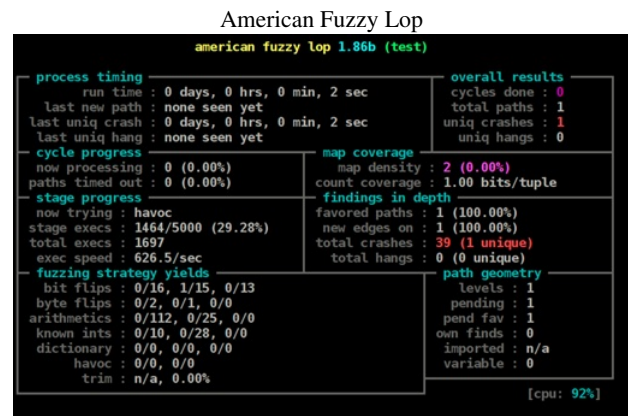 American Fuzzy Lop
american fuzzy lop 1.86b (test)
process timing
run time : 0 days, 0 hrs, 0 min, 2 sec
last new path : none seen yet
last uniq crash : 0 days, 0 hrs, 0 min, 2 sec
last uniq hang : none seen yet
overall results
cycles done : 0
total paths : 1
uniq crashes : 1
uniq hangs : 0
cycle progress
now processing : 0 (0.00%)
paths timed out : 0 (0.00%)
map coverage
map density : 2 (0.00%)
count coverage : 1.00 bits/tuple
stage progress
now trying : havoc
stage execs : 1464/5000 (29.28%)
total execs : 1697
exec speed : 626.5/sec
findings in depth
favored paths : 1 (100.00%)
new edges on : 1 (100.00%)
total crashes : 39 (1 unique)
total hangs : 0 (0 unique)
fuzzing strategy yields
bit flips : 0/16, 1/15, 0/13
byte flips : 0/2, 0/1, 0/0
arithmetics : 0/112, 0/25, 0/0
known ints : 0/10, 0/28, 0/0
dictionary : 0/0, 0/0, 0/0
havoc : 0/0, 0/0
trim : n/a, 0.00%
path geometry
levels : 1
pending : 1
pend fav : 1
own finds : 0
imported : n/a
variable : 0
[cpu: 92%]